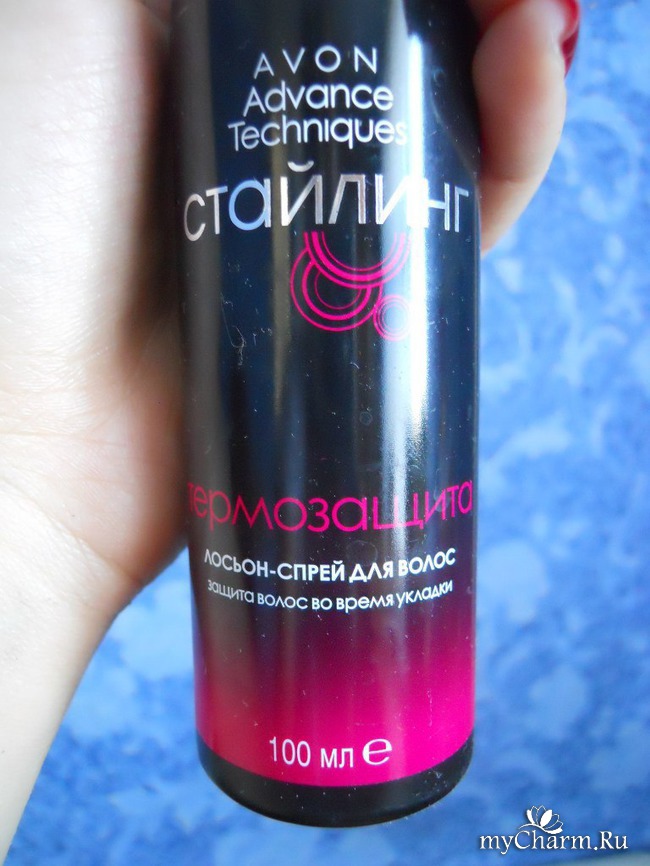 AVON
Advance
Techniques
стайлинг
термозащита
ЛОСЬОН-СПРЕЙ ДЛЯ ВОЛОС
защита волос во время укладки
100 мл ℮
myCharm.Ru